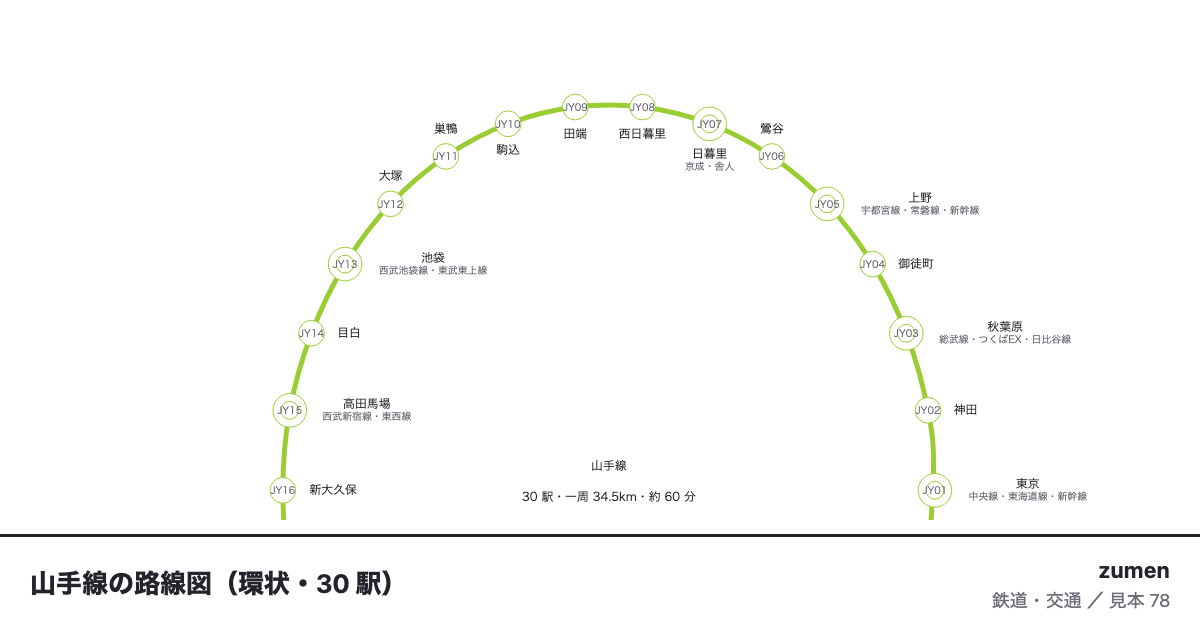 JY09
JY08
田端
西日暮里
JY10
駒込
JY07
日暮里
京成・舎人
巣鴨
JY11
鶯谷
JY06
大塚
JY12
JY05
上野
宇都宮線・常磐線・新幹線
JY13
池袋
西武池袋線・東武東上線
JY04
御徒町
JY14
目白
JY03
秋葉原
総武線・つくばEX・日比谷線
JY15
高田馬場
西武新宿線・東西線
JY02
神田
JY16
新大久保
山手線
30 駅・一周 34.5km・約 60 分
JY01
東京
中央線・東海道線・新幹線
山手線の路線図（環状・30 駅）
zumen
鉄道・交通 ／ 見本 78